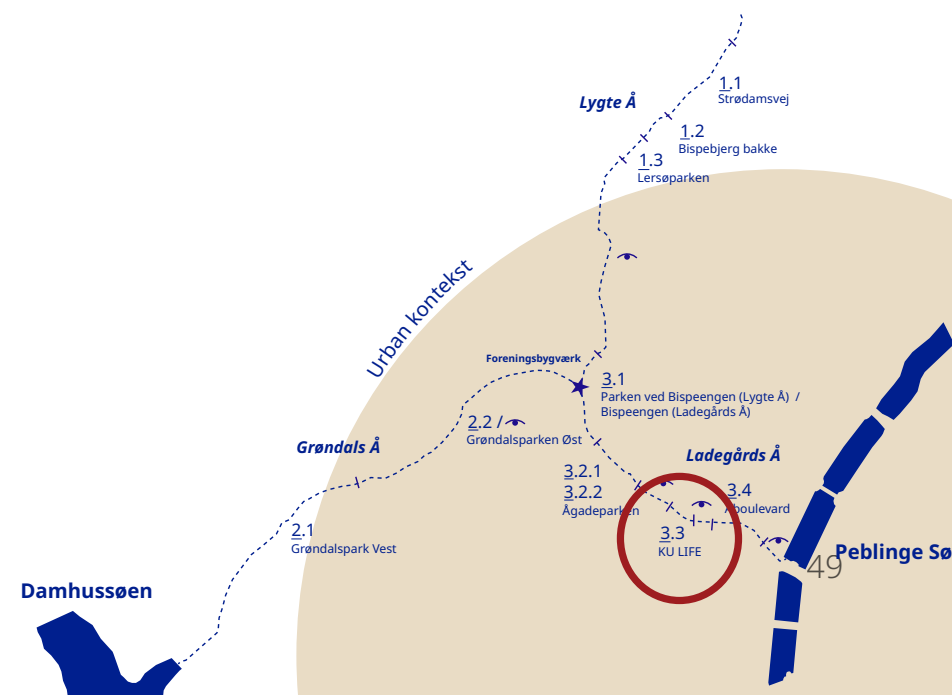 1.1
Strødamsvej
Lygte Å
1.2
Bispebjerg bakke
1.3
Lersøparken
Urban kontekst
Foreningsbygværk
3.1
Parken ved Bispeengen (Lygte Å) /
Bispeengen (Ladegårds Å)
2.2 /
Grøndalsparken Øst
Grøndals Å
Ladegårds Å
3.2.1
3.2.2
Ågadeparken
3.4
Åboulevard
3.3
KU LIFE
2.1
Grøndalspark Vest
49
Peblinge Sø
Damhussøen